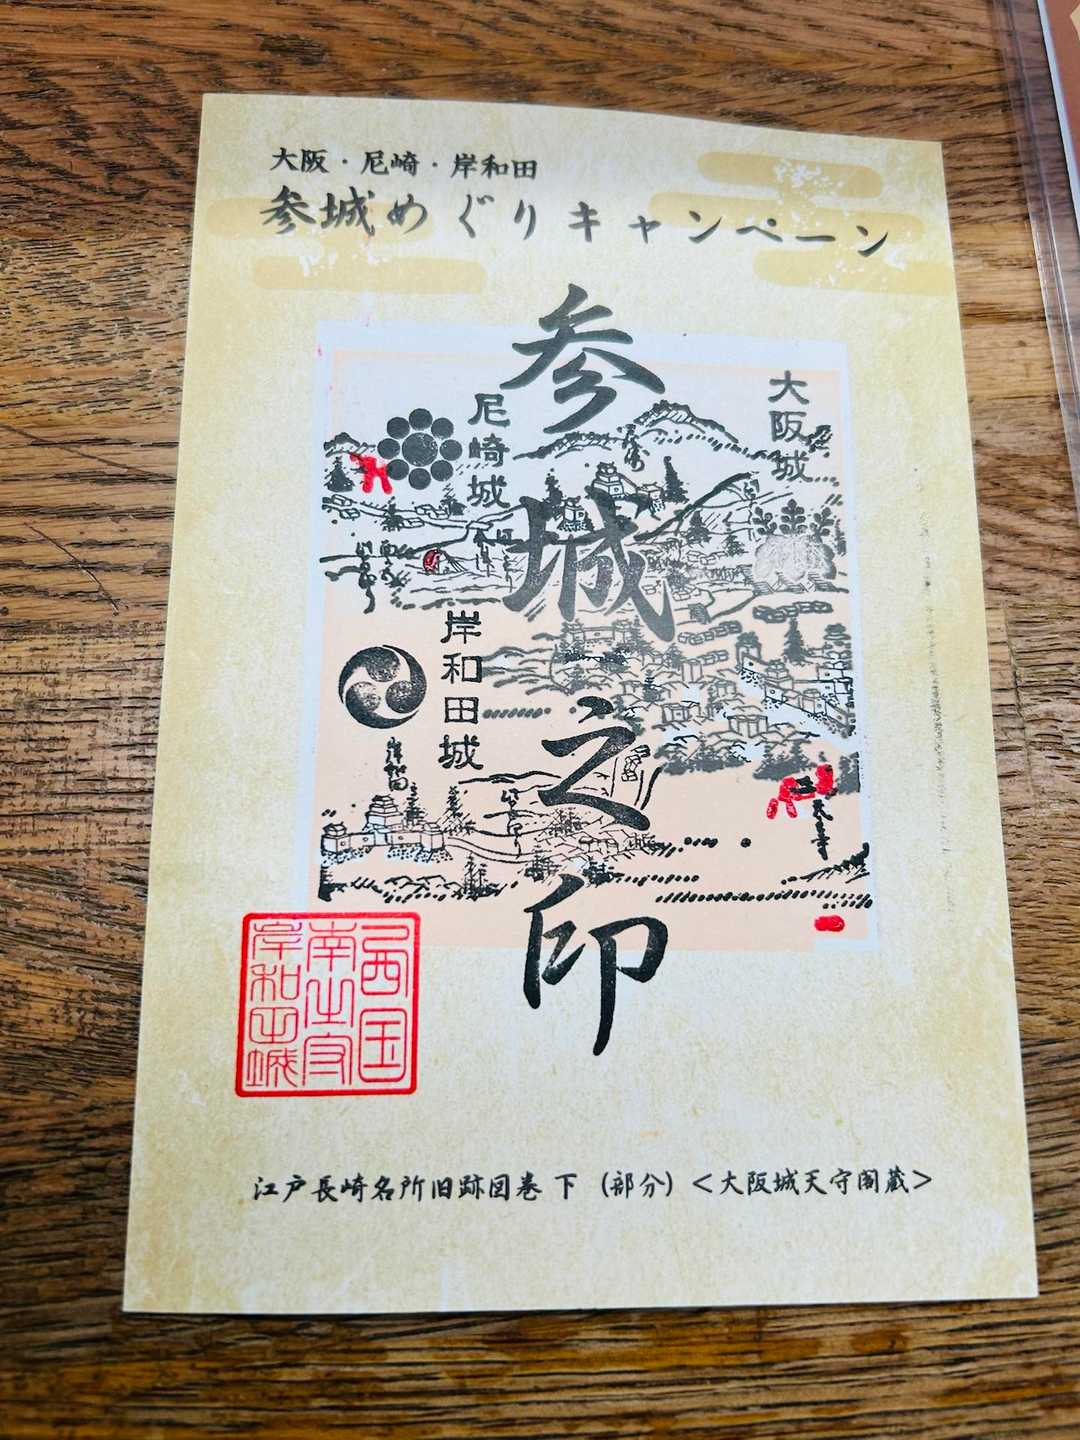 大阪・尼崎・岸和田
参城めぐりキャンペーン
参城之印
大阪城
尼崎城
岸和田城
岸和田
西国
岸和田城
江戸長崎名所旧跡図巻 下 (部分) <大阪城天守閣蔵>